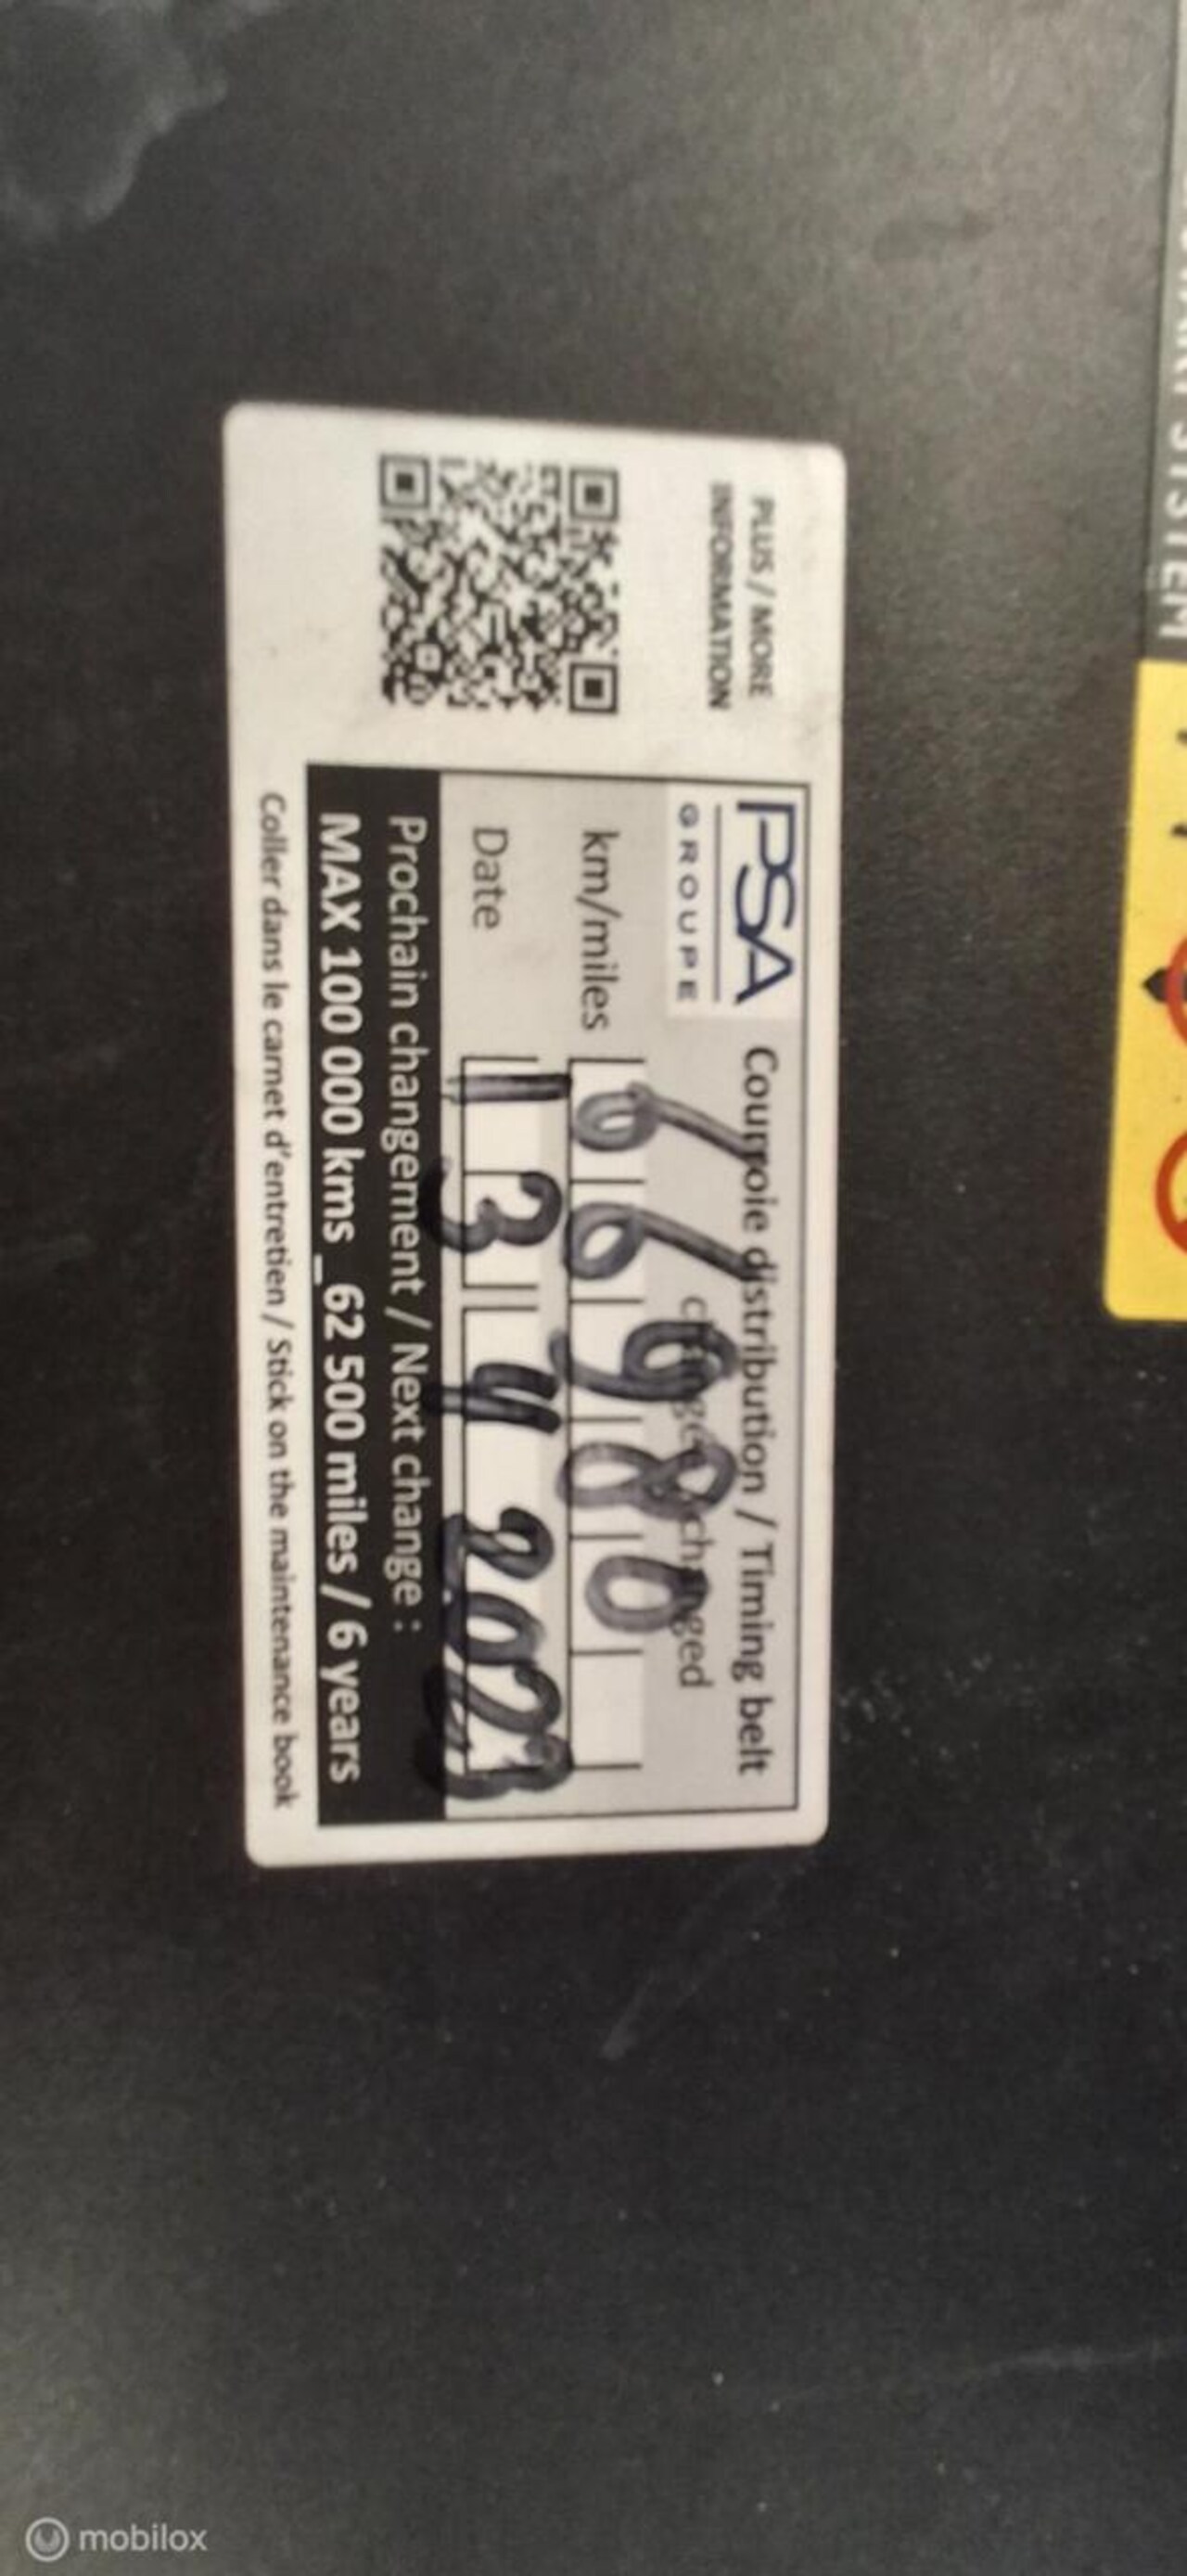 PLUS / MORE
INFORMATION
PSA
GROUPE
Courroie distribution / Timing belt
changée / changed
km/miles 66980
Date 13 4 2023
Prochain changement / Next change :
MAX 100 000 kms_62 500 miles / 6 years
Coller dans le carnet d'entretien / Stick on the maintenance book
SYSTEM
mobilox